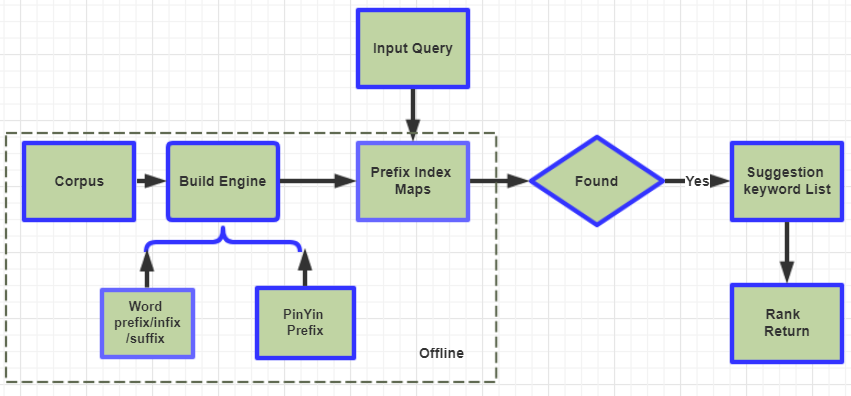 Input Query
Corpus
Build Engine
Prefix Index
Maps
Found
Yes
Suggestion
keyword List
Word
prefix/infix
/suffix
PinYin
Prefix
Offline
Rank
Return